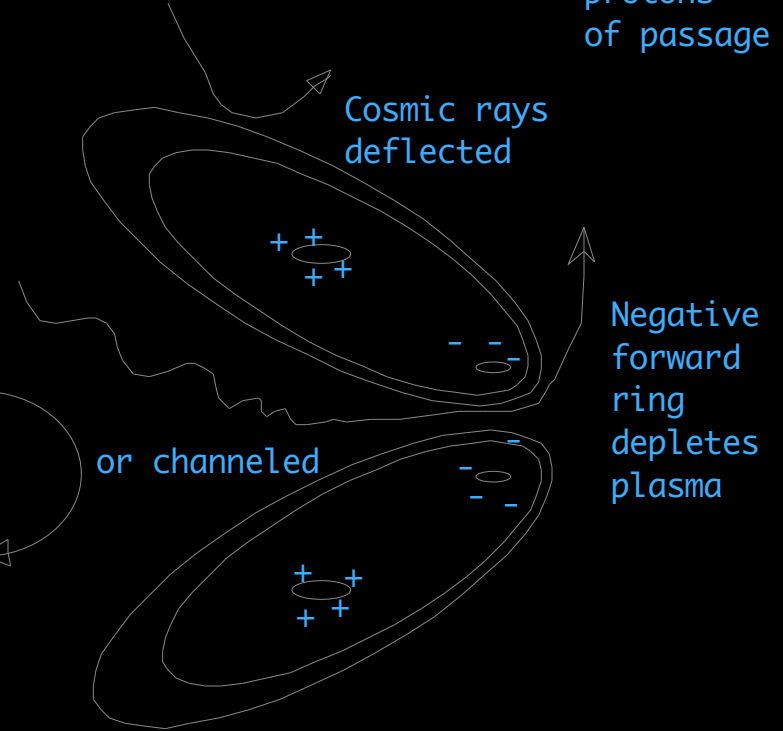 of passage
Cosmic rays
deflected
+ +
+ +
Negative
forward
ring
depletes
plasma
- -
-
or channeled
-
-
- -
+ +
+ +